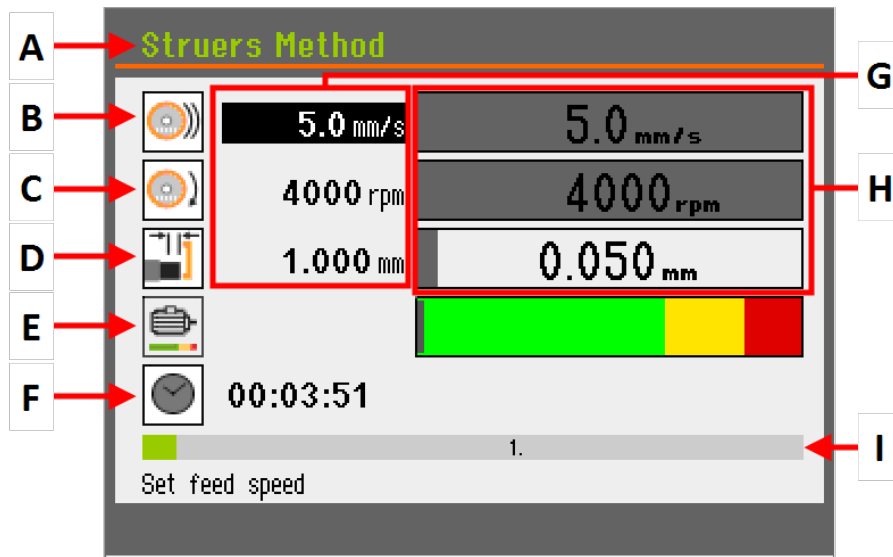 A
Struers Method
G
B
5.0 mm/s
5.0 mm/s
C
4000 rpm
4000 rpm
H
D
1.000 mm
0.050 mm
E
F
00:03:51
1.
I
Set feed speed